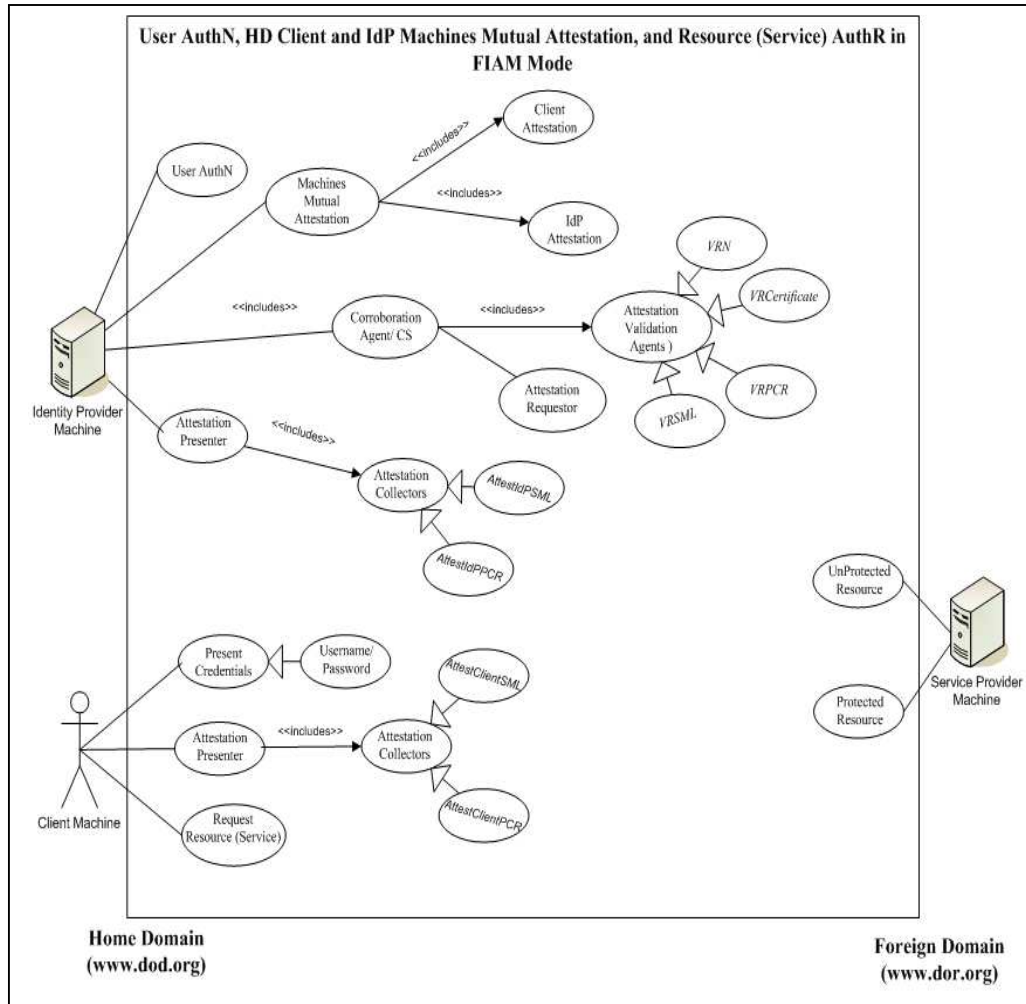 User AuthN, HD Client and IdP Machines Mutual Attestation, and Resource (Service) AuthR in
FIAM Mode
Client
Attestation
<<includes>>
User AuthN
Machines
Mutual
Attestation
<<includes>>
IdP
Attestation
VRN
VRCertificate
<<includes>>
Corroboration
Agent/ CS
<<includes>>
Attestation
Validation
Agents )
Attestation
Requestor
VRPCR
VRSML
Identity Provider
Machine
Attestation
Presenter
<<includes>>
Attestation
Collectors
AttestIdPSML
AttestIdPPCR
UnProtected
Resource
Service Provider
Machine
Protected
Resource
Present
Credentials
Username/
Password
AttestClientSML
Attestation
Presenter
<<includes>>
Attestation
Collectors
AttestClientPCR
Client Machine
Request
Resource (Service)
Home Domain
(www.dod.org)
Foreign Domain
(www.dor.org)